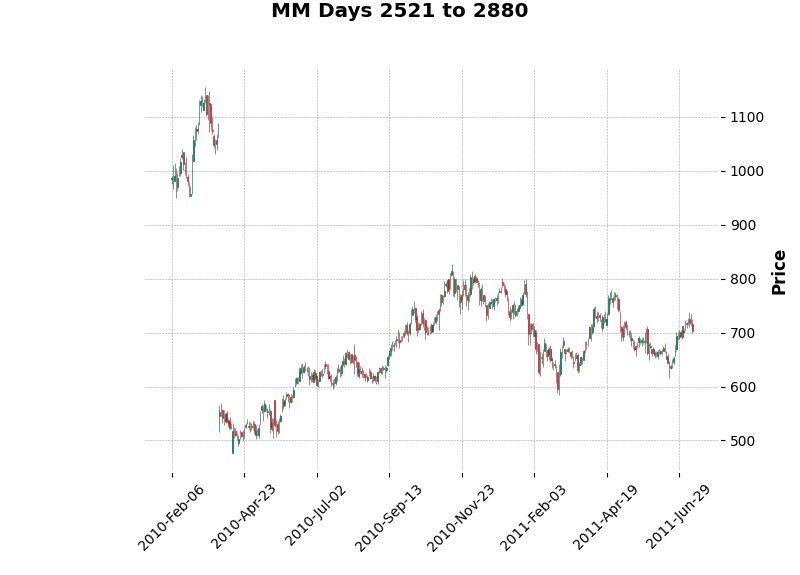 MM Days 2521 to 2880
1100
1000
900
800
700
600
500
Price
2010-Feb-06
2010-Apr-23
2010-Jul-02
2010-Sep-13
2010-Nov-23
2011-Feb-03
2011-Apr-19
2011-Jun-29